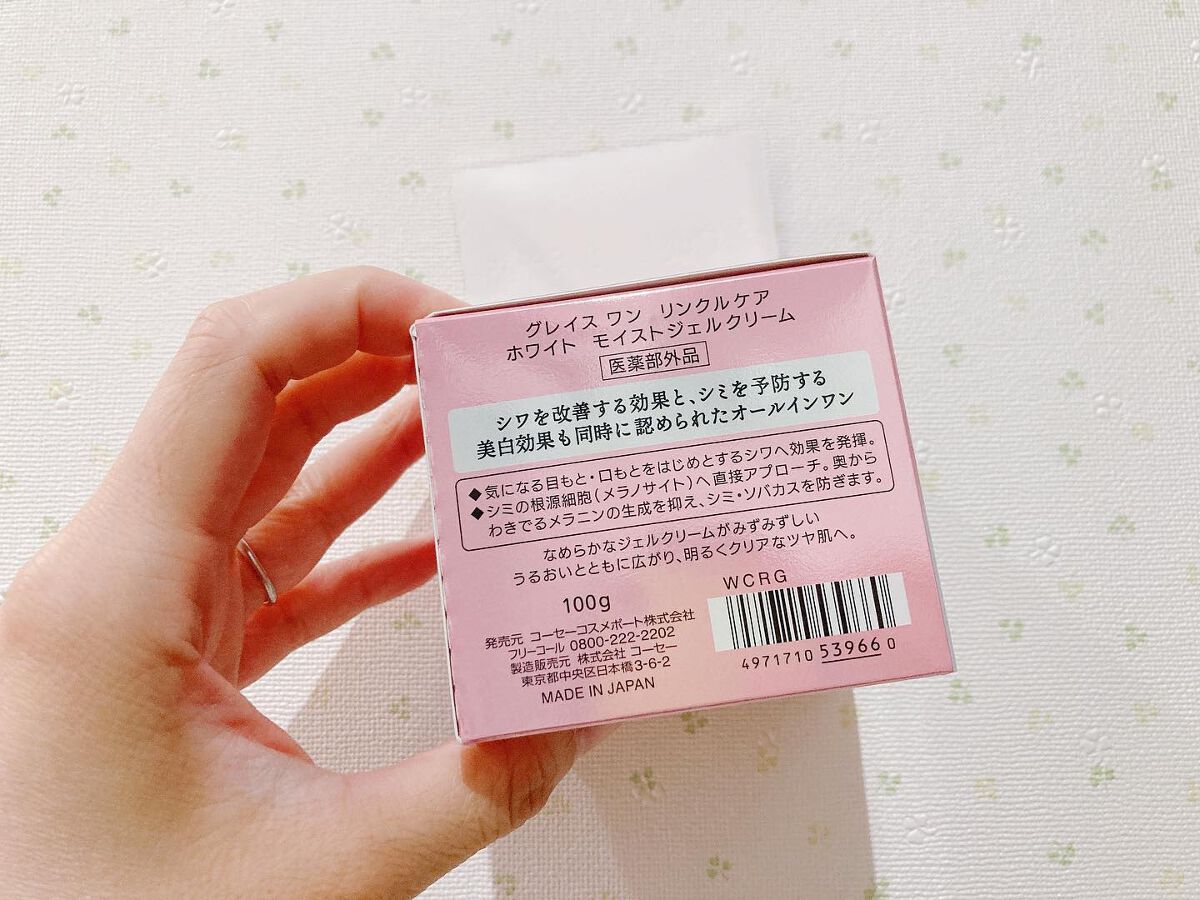 グレイス ワン リンクルケア
ホワイト モイストジェルクリーム
医薬部外品
シワを改善する効果と、シミを予防する
美白効果も同時に認められたオールインワン
◆気になる目もと・口もとをはじめとするシワへ効果を発揮。
◆シミの根源細胞(メラノサイト)へ直接アプローチ。奥から
わきでるメラニンの生成を抑え、シミ・ソバカスを防ぎます。
なめらかなジェルクリームがみずみずしい
うるおいとともに広がり、明るくクリアなツヤ肌へ。
WCRG
100g
発売元 コーセーコスメポート株式会社
フリーコール 0800-222-2202
製造販売元 株式会社 コーセー
東京都中央区日本橋3-6-2
MADE IN JAPAN
4971710 53966 0